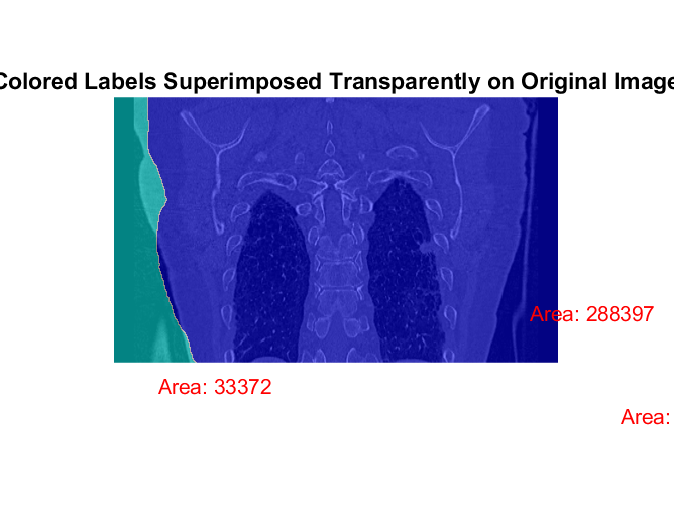 Colored Labels Superimposed Transparently on Original Image
Area: 288397
Area: 33372
Area: